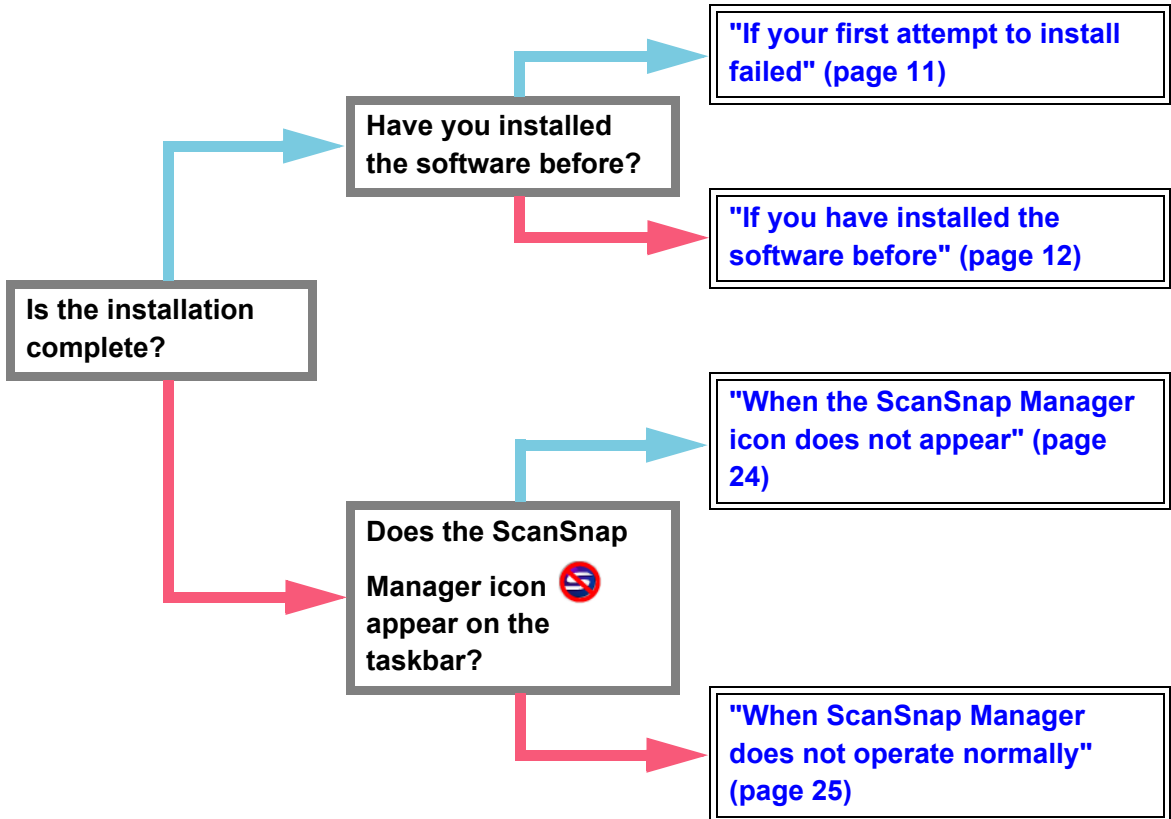 "If your first attempt to install
failed" (page 11)
Have you installed
the software before?
"If you have installed the
software before" (page 12)
Is the installation
complete?
"When the ScanSnap Manager
icon does not appear" (page
24)
Does the ScanSnap
Manager icon
appear on the
taskbar?
"When ScanSnap Manager
does not operate normally"
(page 25)